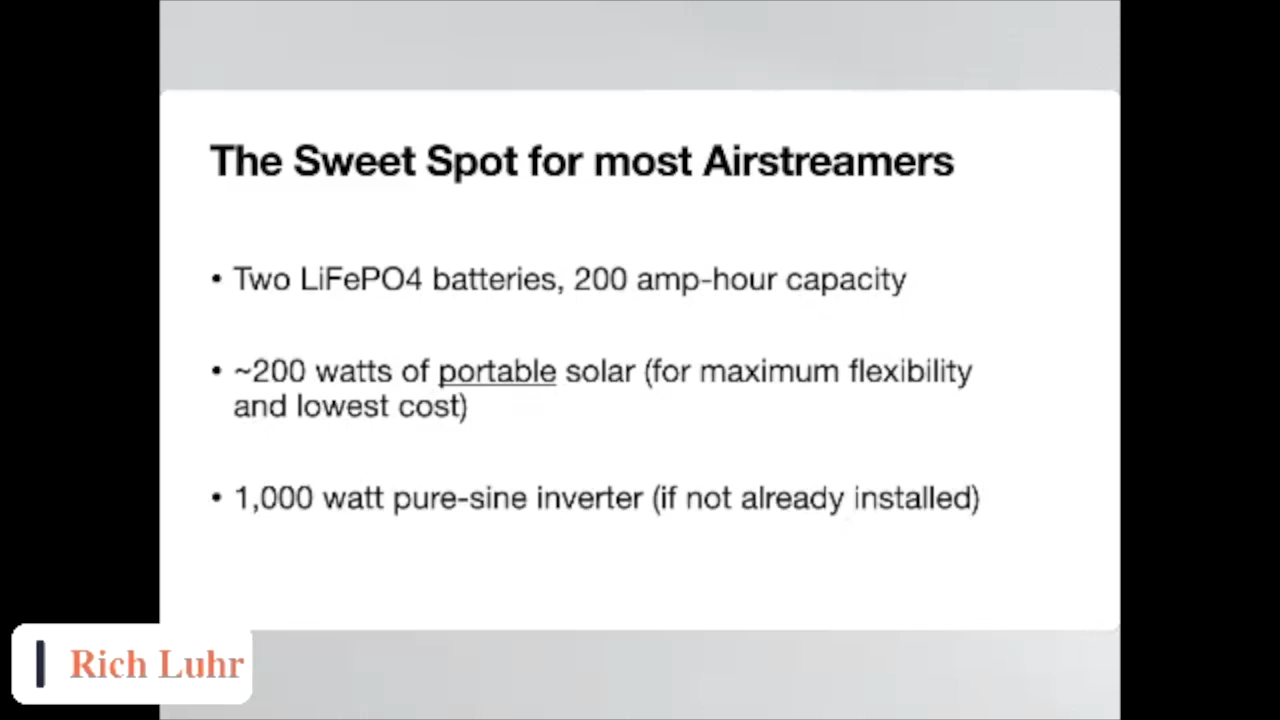 The Sweet Spot for most Airstreamers
• Two LiFePO4 batteries, 200 amp-hour capacity
• ~200 watts of portable solar (for maximum flexibility
and lowest cost)
• 1,000 watt pure-sine inverter (if not already installed)
Rich Luhr